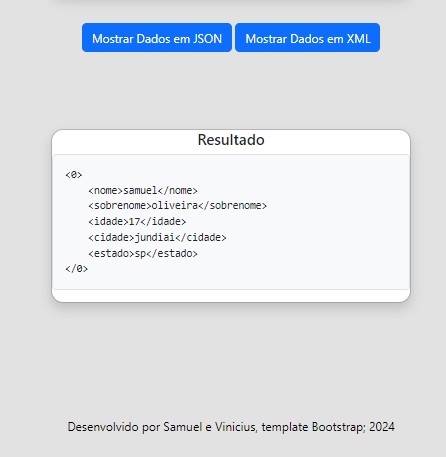 Mostrar Dados em JSON Mostrar Dados em XML
Resultado
<0>
    <nome>samuel</nome>
    <sobrenome>oliveira</sobrenome>
    <idade>17</idade>
    <cidade>jundiai</cidade>
    <estado>sp</estado>
</0>
Desenvolvido por Samuel e Vinicius, template Bootstrap; 2024